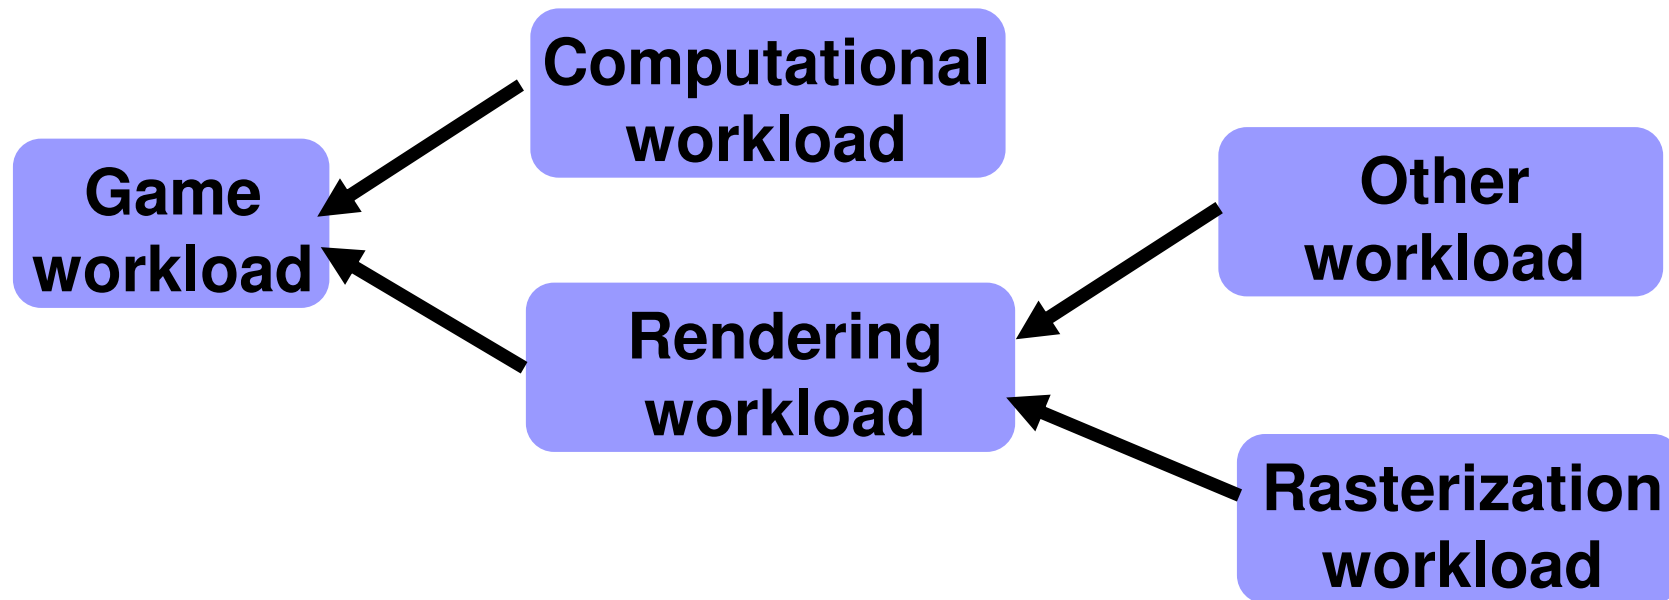 Computational
workload
Game
workload
Other
workload
Rendering
workload
Rasterization
workload